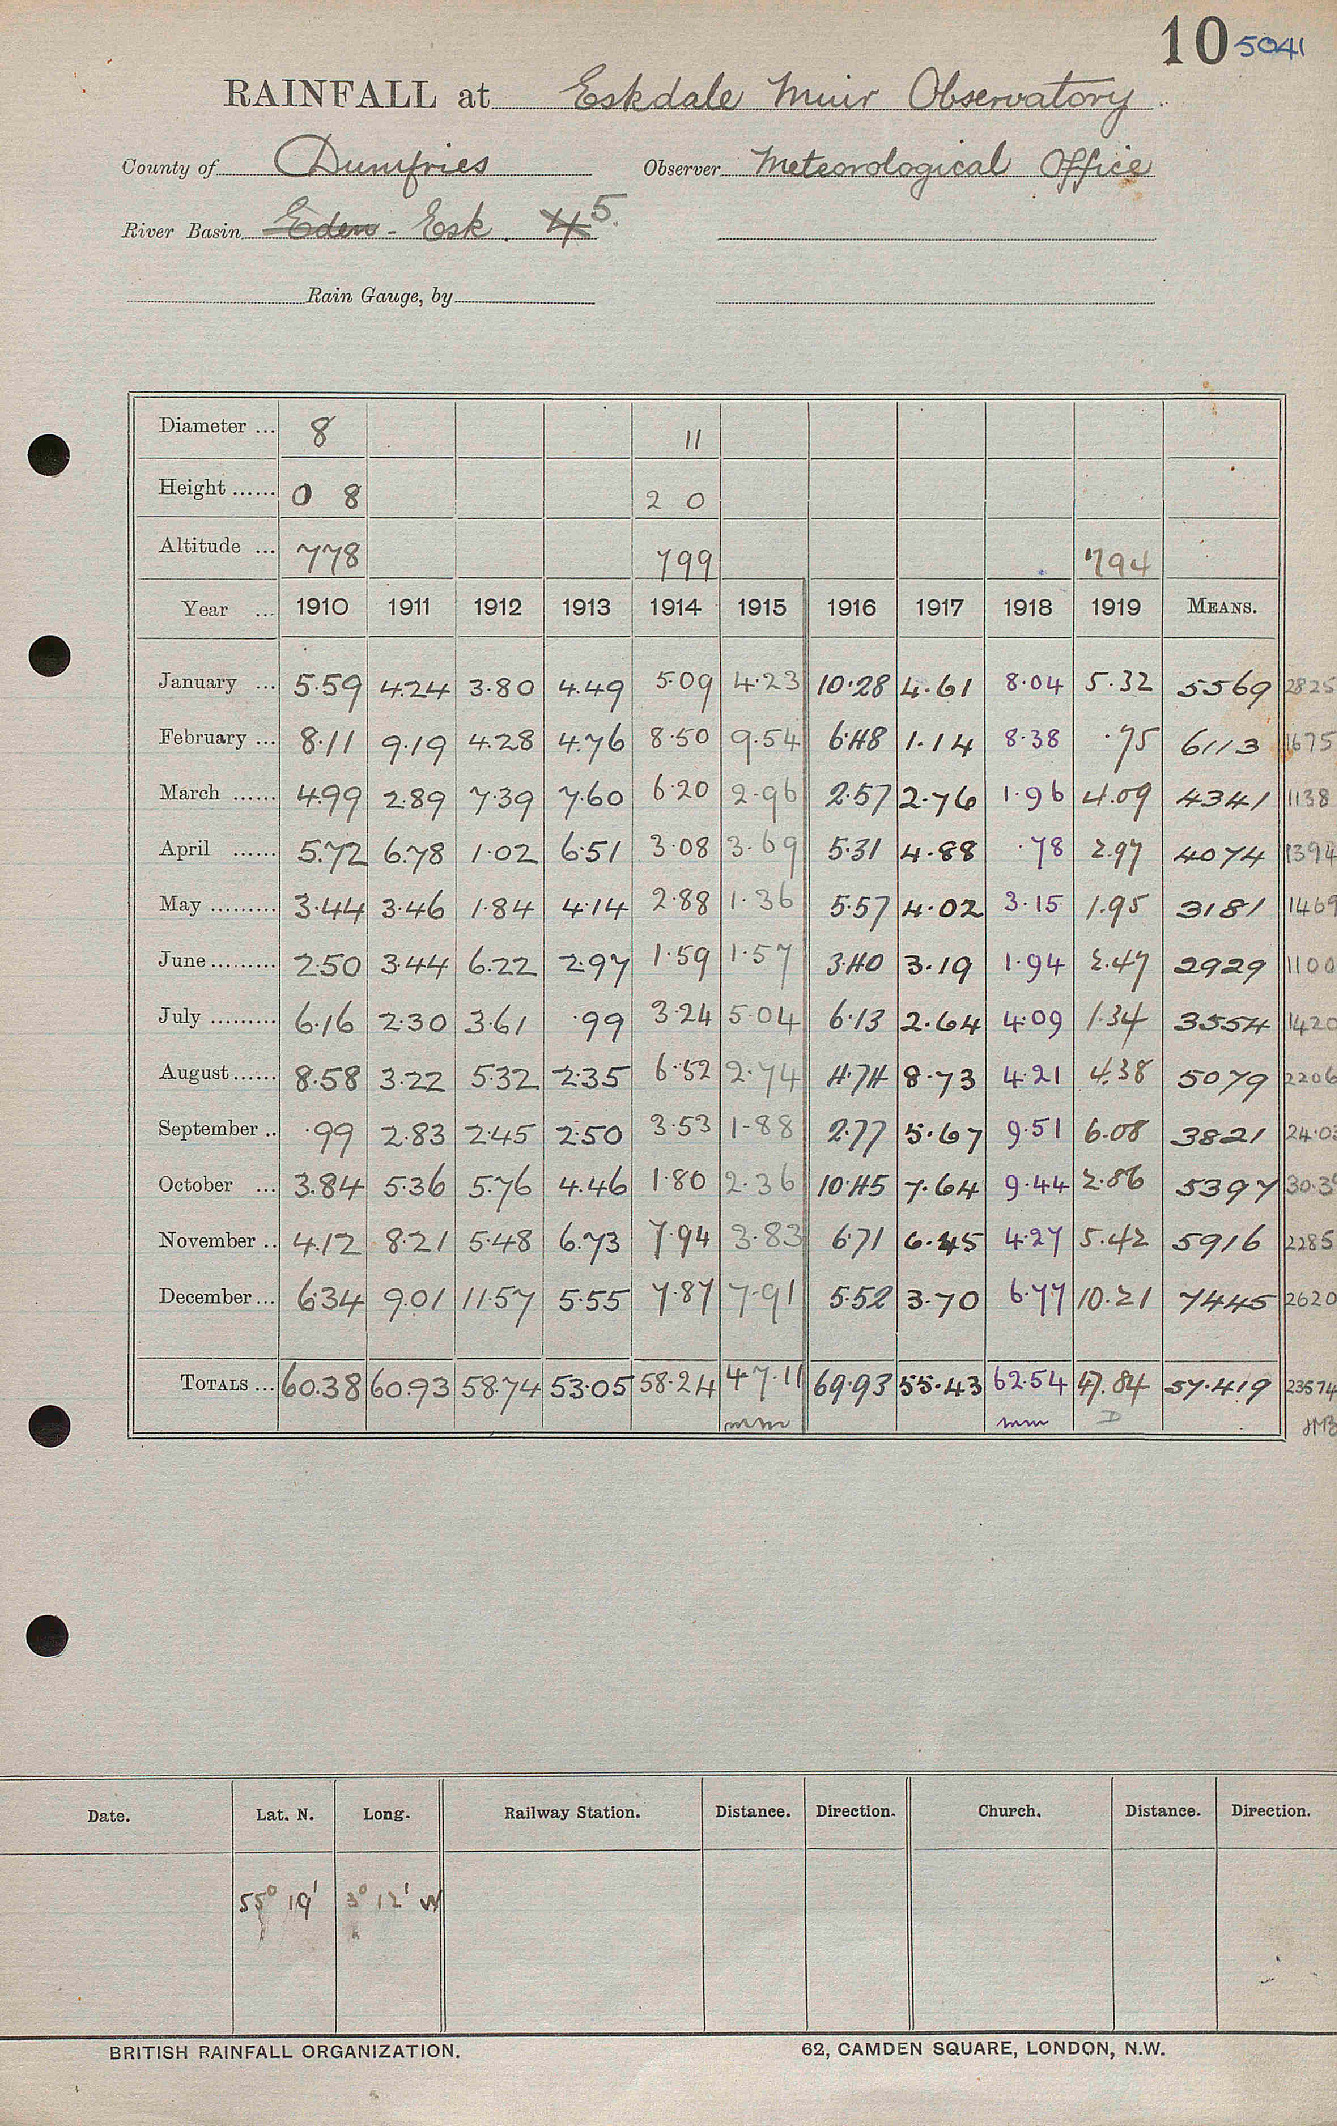 10 5041
RAINFALL at Eskdale Muir Observatory
County of Dumfries Observer Meteorological Office
River Basin Eden - Esk. 4 5.
Rain Gauge, by
Diameter ... 8 11
Height ...... 0 8 2 0
Altitude ... 778 799 794
Year ... 1910 1911 1912 1913 1914 1915 1916 1917 1918 1919 MEANS.
January ... 5.59 4.24 3.80 4.49 5.09 4.23 10.28 4.61 8.04 5.32 5569 2825
February ... 8.11 9.19 4.28 4.76 8.50 9.54 6.48 1.14 8.38 .75 6113 1675
March ...... 4.99 2.89 7.39 7.60 6.20 2.96 2.57 2.76 1.96 4.09 4341 1138
April ...... 5.72 6.78 1.02 6.51 3.08 3.69 5.31 4.88 .78 2.97 4074 1394
May ......... 3.44 3.46 1.84 4.14 2.88 1.36 5.57 4.02 3.15 1.95 3181 1469
June ......... 2.50 3.44 6.22 2.97 1.59 1.57 3.40 3.19 1.94 2.47 2929 1100
July ......... 6.16 2.30 3.61 .99 3.24 5.04 6.13 2.64 4.09 1.34 3554 1420
August ...... 8.58 3.22 5.32 2.35 6.52 2.74 4.74 8.73 4.21 4.38 5079 2206
September .. .99 2.83 2.45 2.50 3.53 1.88 2.77 5.67 9.51 6.08 3821 24.03
October ... 3.84 5.36 5.76 4.46 1.80 2.36 10.45 7.64 9.44 2.86 5397 30.3
November .. 4.12 8.21 5.48 6.73 7.94 3.83 6.71 6.45 4.27 5.42 5916 2285
December ... 6.34 9.01 11.57 5.55 7.87 7.91 5.52 3.70 6.77 10.21 7445 2620
TOTALS ... 60.38 60.93 58.74 53.05 58.24 47.11 69.93 55.43 62.54 47.84 57.419 23574
mm mm D
Date. Lat. N. Long. Railway Station. Distance. Direction. Church. Distance. Direction.
55° 19' 3° 12' W
BRITISH RAINFALL ORGANIZATION. 62, CAMDEN SQUARE, LONDON, N.W.